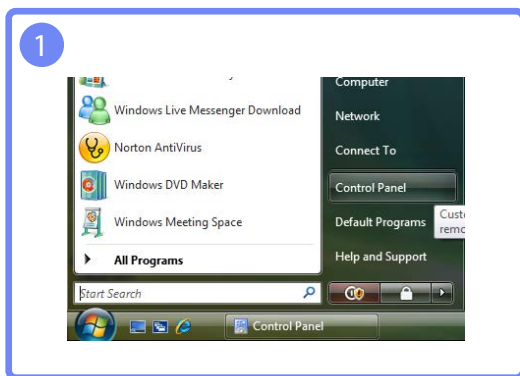 1
Computer
Windows Live Messenger Download
Network
Norton AntiVirus
Connect To
Windows DVD Maker
Control Panel
Windows Meeting Space
Default Programs
All Programs
Help and Support
Start Search
Control Panel